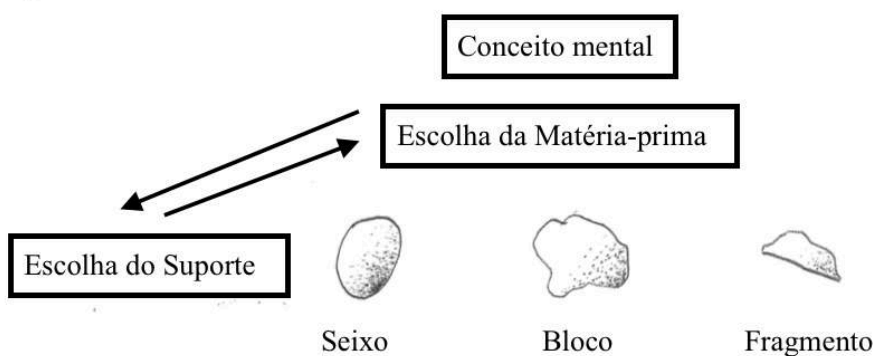 Conceito mental
Escolha da Matéria-prima
Escolha do Suporte
Seixo
Bloco
Fragmento